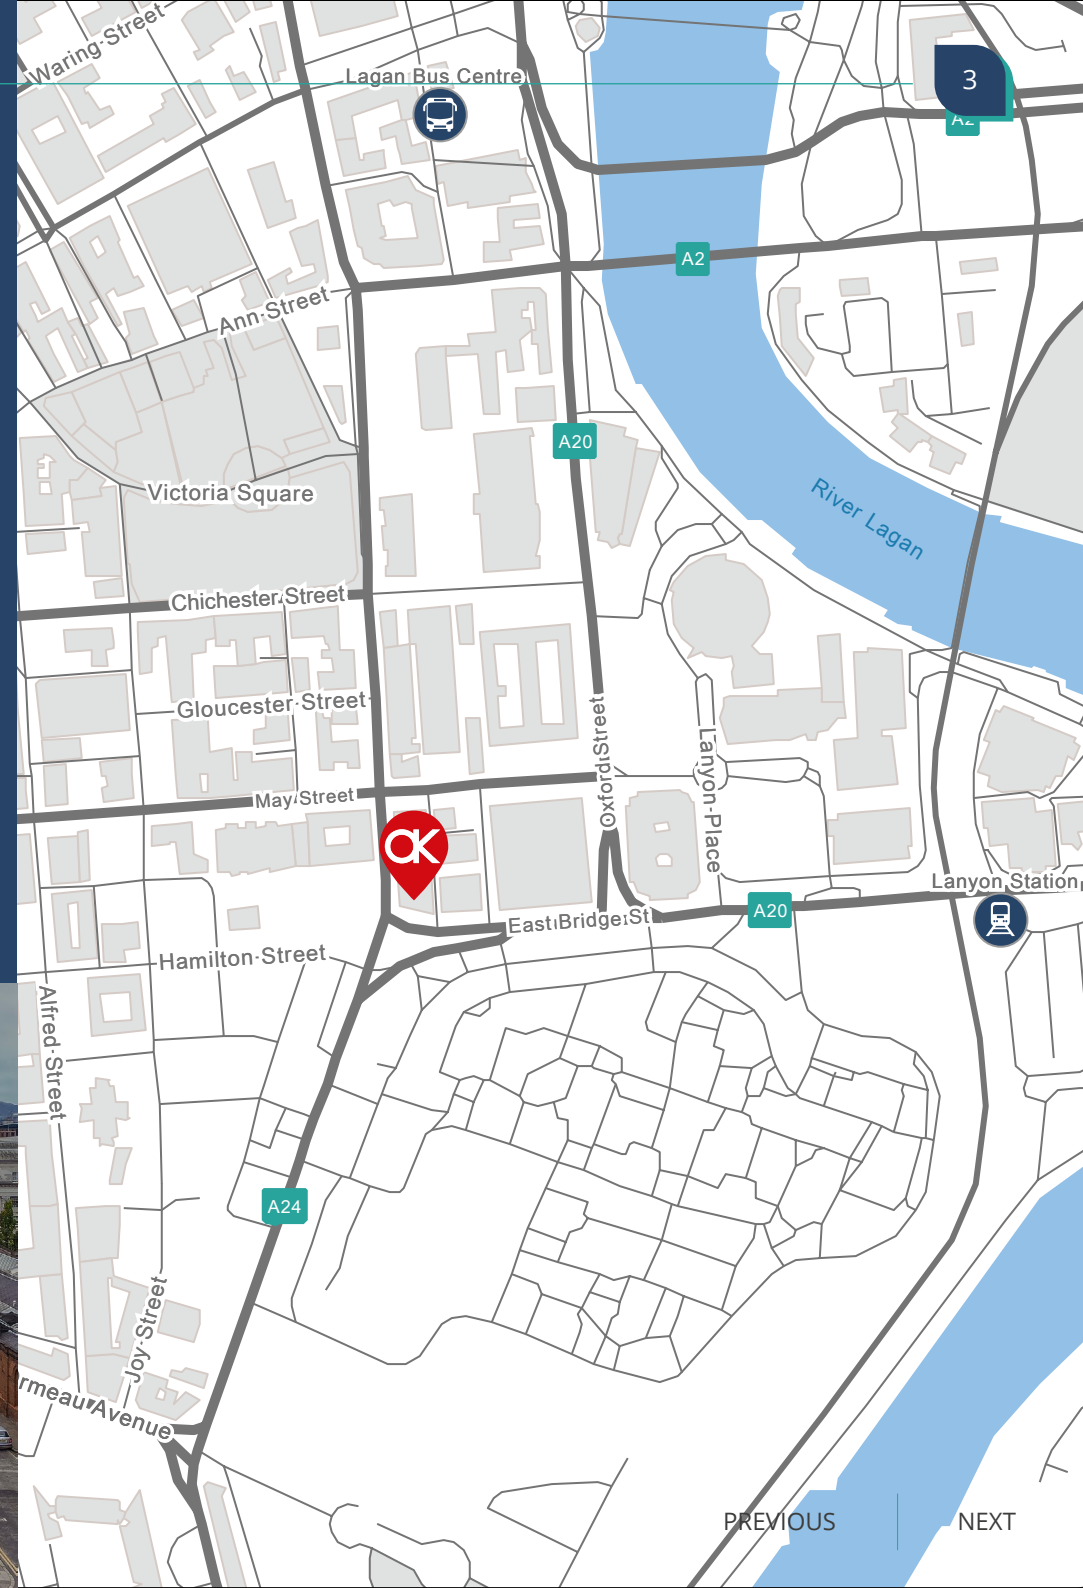 Waring Street
Lagan Bus Centre
3
A2
A2
Ann Street
A20
River Lagan
Victoria Square
Chichester Street
Gloucester Street
Oxford Street
Lanyon Place
May Street
OK
Lanyon Station
A20
East Bridge St
Hamilton Street
Alfred Street
A24
Joy Street
rmeau Avenue
PREVIOUS
NEXT